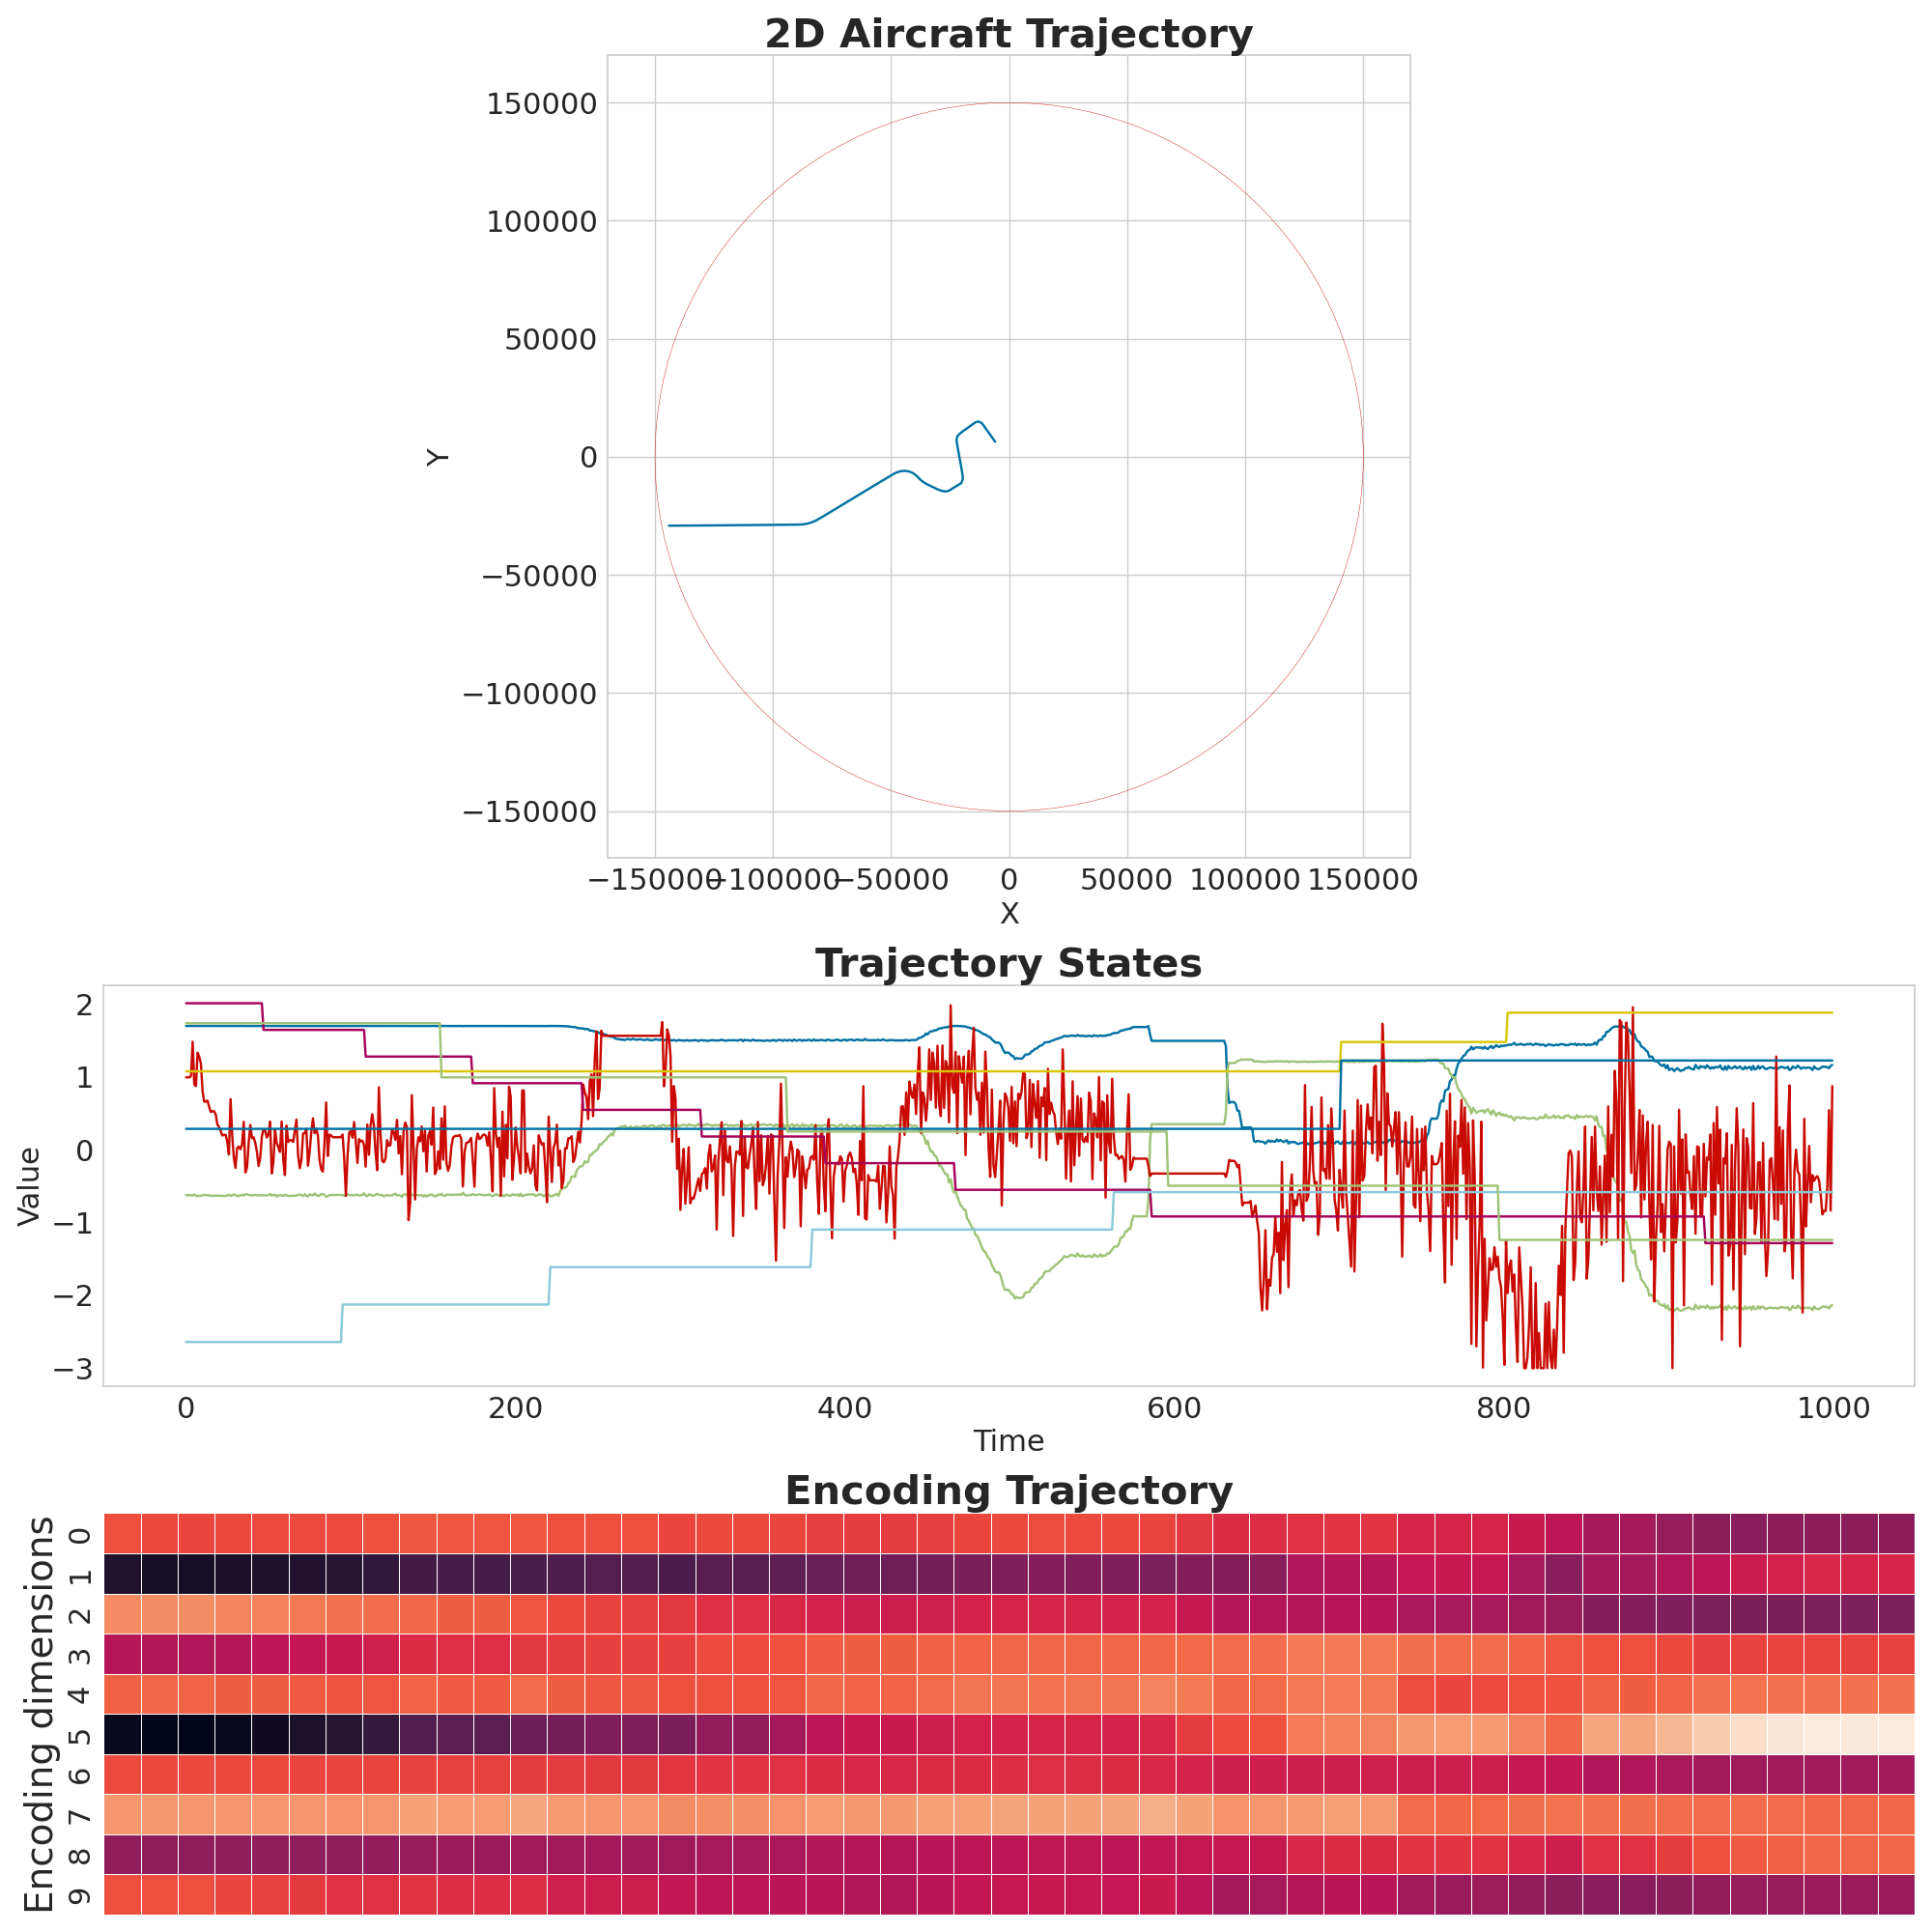 2D Aircraft Trajectory
150000
100000
50000
0
−50000
−100000
−150000
Y
−150000 −100000 −50000 0 50000 100000 150000
X
Trajectory States
2
1
0
−1
−2
−3
Value
0 200 400 600 800 1000
Time
Encoding Trajectory
Encoding dimensions
0
1
2
3
4
5
6
7
8
9